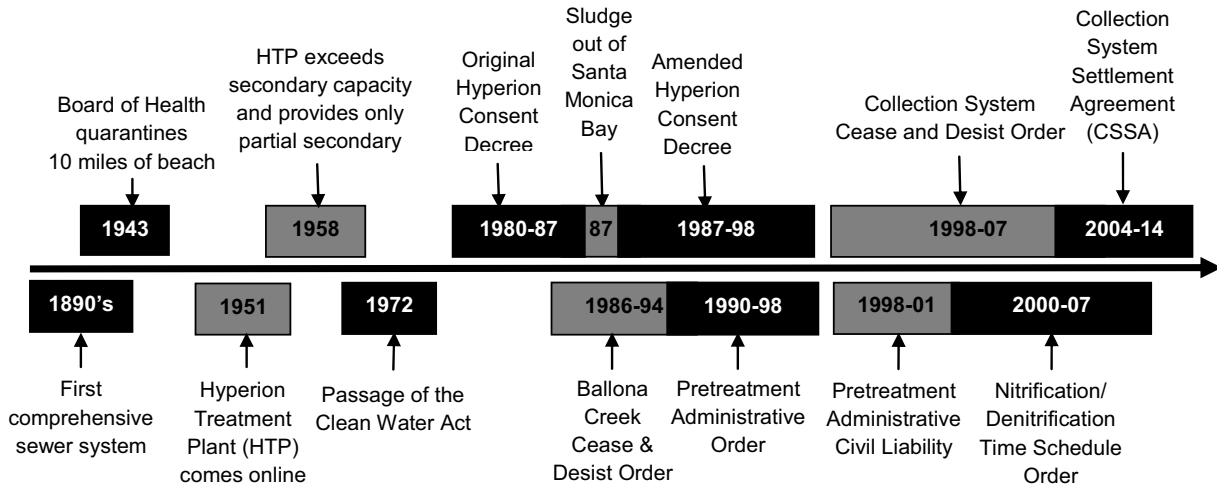 Board of Health
quarantines
10 miles of beach
HTP exceeds
secondary capacity
and provides only
partial secondary
Original
Hyperion
Consent
Decree
Sludge
out of
Santa
Monica
Bay
Amended
Hyperion
Consent
Decree
Collection System
Cease and Desist Order
Collection
System
Settlement
Agreement
(CSSA)
1943
1958
1980-87
87
1987-98
1998-07
2004-14
1890's
1951
1972
1986-94
1990-98
1998-01
2000-07
First
comprehensive
sewer system
Hyperion
Treatment
Plant (HTP)
comes online
Passage of the
Clean Water Act
Ballona
Creek
Cease &
Desist Order
Pretreatment
Administrative
Order
Pretreatment
Administrative
Civil Liability
Nitrification/
Denitrification
Time Schedule
Order